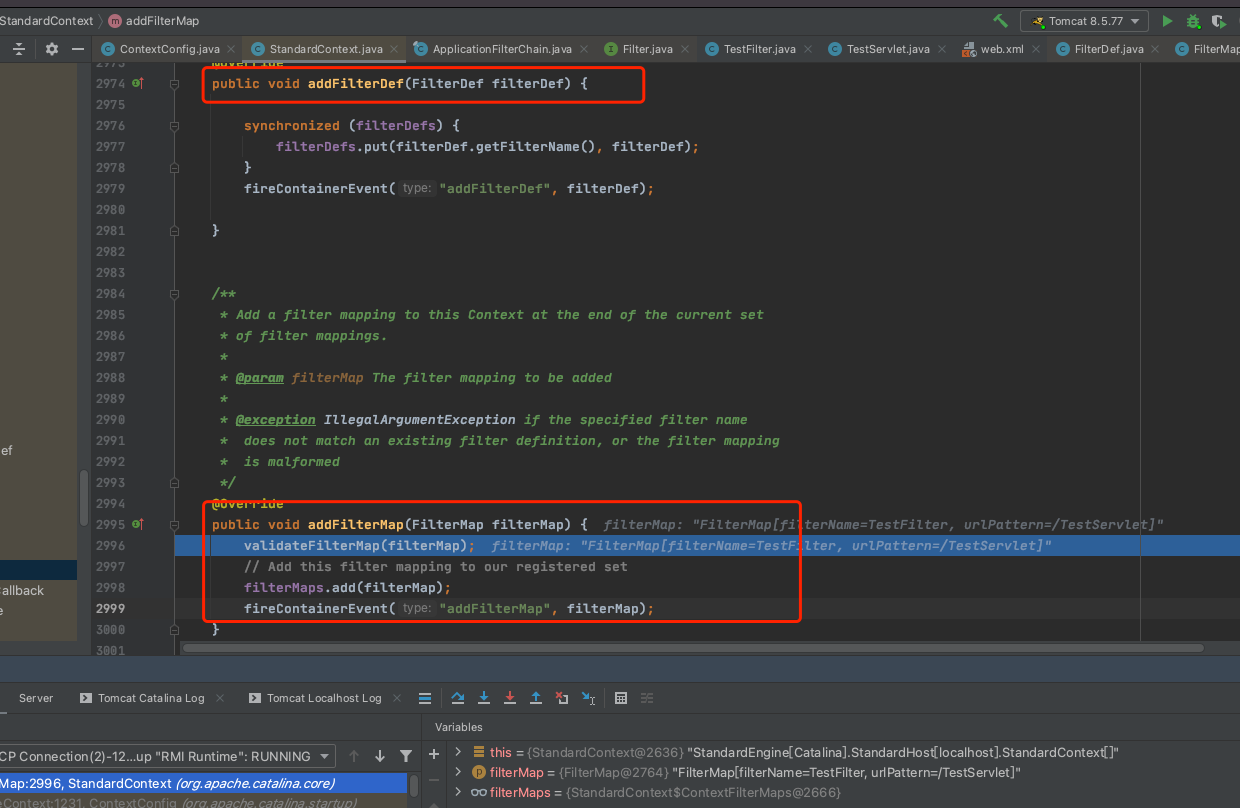 StandardContext addFilterMap Tomcat 8.5.77
ContextConfig.java StandardContext.java ApplicationFilterChain.java Filter.java TestFilter.java TestServlet.java web.xml FilterDef.java FilterMap
2973 @Override
2974 public void addFilterDef(FilterDef filterDef) {
2975
2976 synchronized (filterDefs) {
2977 filterDefs.put(filterDef.getFilterName(), filterDef);
2978 }
2979 fireContainerEvent( type: "addFilterDef", filterDef);
2980
2981 }
2982
2983
2984 /**
2985 * Add a filter mapping to this Context at the end of the current set
2986 * of filter mappings.
2987 *
2988 * @param filterMap The filter mapping to be added
2989 *
2990 * @exception IllegalArgumentException if the specified filter name
2991 * does not match an existing filter definition, or the filter mapping
2992 * is malformed
2993 */
2994 @Override
2995 public void addFilterMap(FilterMap filterMap) { filterMap: "FilterMap[filterName=TestFilter, urlPattern=/TestServlet]"
2996 validateFilterMap(filterMap); filterMap: "FilterMap[filterName=TestFilter, urlPattern=/TestServlet]"
2997 // Add this filter mapping to our registered set
2998 filterMaps.add(filterMap);
2999 fireContainerEvent( type: "addFilterMap", filterMap);
3000 }
3001
ef
allback
e
Server Tomcat Catalina Log Tomcat Localhost Log
Variables
CP Connection(2)-12...up "RMI Runtime": RUNNING
Map:2996, StandardContext (org.apache.catalina.core)
eContext:1231, ContextConfig (org.apache.catalina.startup)
this = {StandardContext@2636} "StandardEngine[Catalina].StandardHost[localhost].StandardContext[]"
filterMap = {FilterMap@2764} "FilterMap[filterName=TestFilter, urlPattern=/TestServlet]"
filterMaps = {StandardContext$ContextFilterMaps@2666}